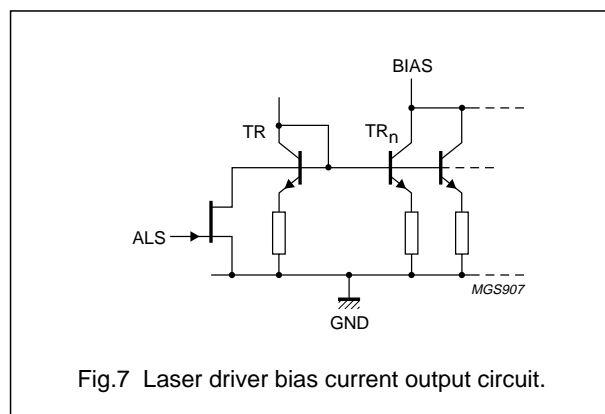 BIAS
TR TRn
ALS
MGS907
GND
Fig.7 Laser driver bias current output circuit.